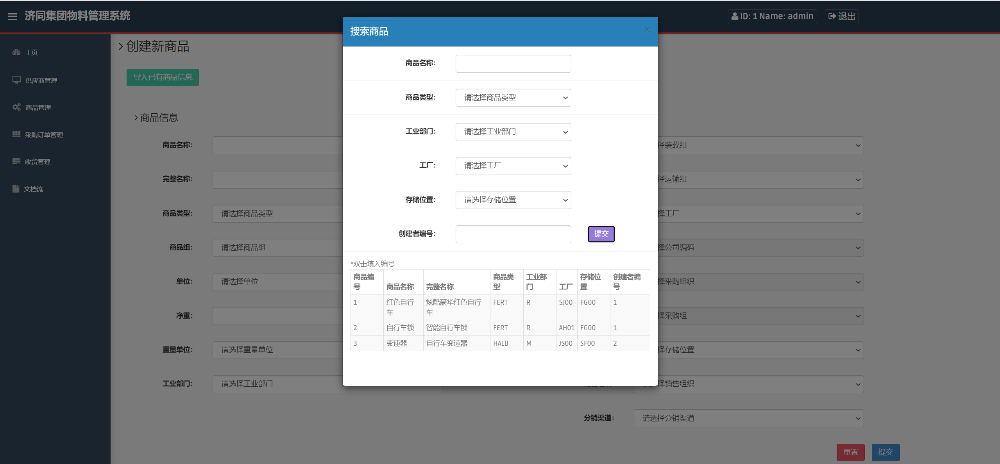 济同集团物料管理系统
ID: 1 Name: admin
退出
主页
供应商管理
商品管理
采购订单管理
收货管理
文档流
创建新商品
导入已有商品信息
商品信息
商品名称:
完整名称:
商品类型:
请选择商品类型
商品组:
请选择商品组
单位:
请选择单位
净重:
重量单位:
请选择重量单位
工业部门:
请选择工业部门
搜索商品
×
商品名称:
商品类型:
请选择商品类型
工业部门:
请选择工业部门
工厂:
请选择工厂
存储位置:
请选择存储位置
创建者编号:
提交
*双击填入编号
商品编号 商品名称 完整名称 商品类型 工业部门 工厂 存储位置 创建者编号
1 红色自行车 炫酷豪华红色自行车 FERT R SJ00 FG00 1
2 自行车锁 智能自行车锁 FERT R AH01 FG00 1
3 变速器 自行车变速器 HALB M JS00 SF00 2
择装载组
择运输组
择工厂
择公司编码
择采购组织
择采购组
择存储位置
择销售组织
分销渠道:
请选择分销渠道
重置
提交